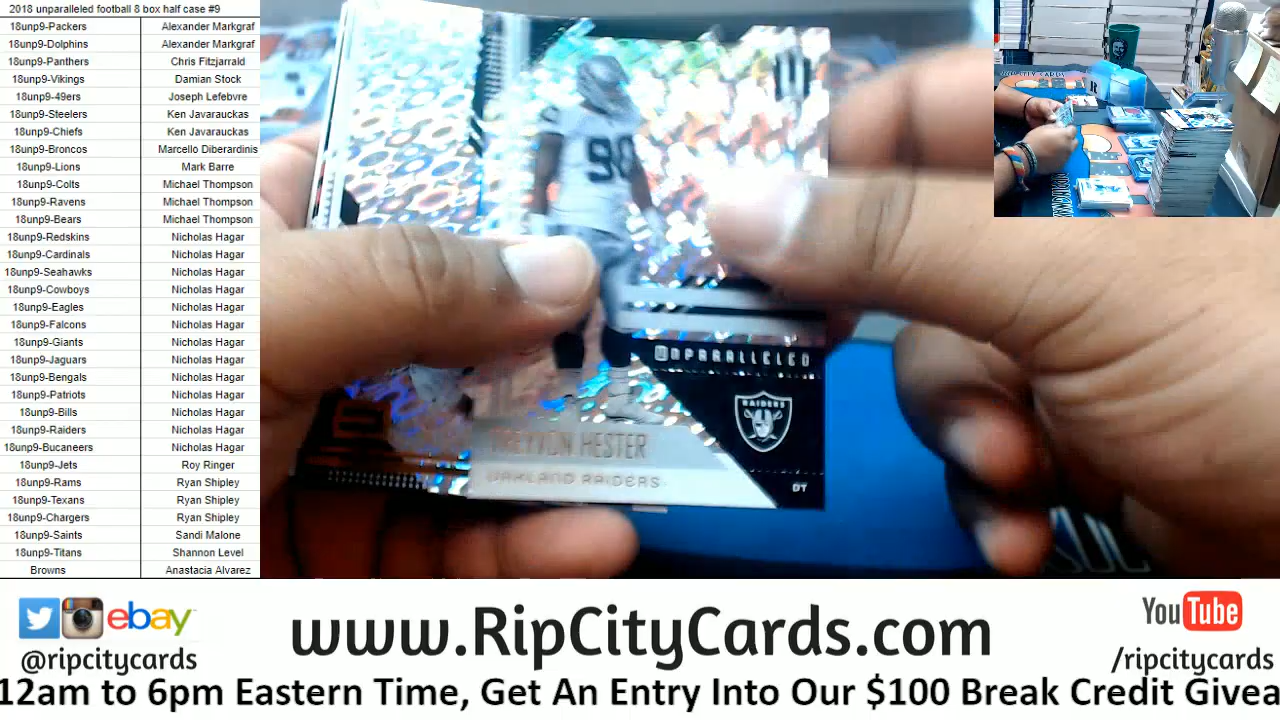 2018 unparalleled football 8 box half case #9
18unp9-Packers Alexander Markgraf
18unp9-Dolphins Alexander Markgraf
18unp9-Panthers Chris Fitzjarrald
18unp9-Vikings Damian Stock
18unp9-49ers Joseph Lefebvre
18unp9-Steelers Ken Javarauckas
18unp9-Chiefs Ken Javarauckas
18unp9-Broncos Marcello Diberardinis
18unp9-Lions Mark Barre
18unp9-Colts Michael Thompson
18unp9-Ravens Michael Thompson
18unp9-Bears Michael Thompson
18unp9-Redskins Nicholas Hagar
18unp9-Cardinals Nicholas Hagar
18unp9-Seahawks Nicholas Hagar
18unp9-Cowboys Nicholas Hagar
18unp9-Eagles Nicholas Hagar
18unp9-Falcons Nicholas Hagar
18unp9-Giants Nicholas Hagar
18unp9-Jaguars Nicholas Hagar
18unp9-Bengals Nicholas Hagar
18unp9-Patriots Nicholas Hagar
18unp9-Bills Nicholas Hagar
18unp9-Raiders Nicholas Hagar
18unp9-Bucaneers Nicholas Hagar
18unp9-Jets Roy Ringer
18unp9-Rams Ryan Shipley
18unp9-Texans Ryan Shipley
18unp9-Chargers Ryan Shipley
18unp9-Saints Sandi Malone
18unp9-Titans Shannon Level
Browns Anastacia Alvarez
UNPARALLELED
RAIDERS
TREYVON HESTER
OAKLAND RAIDERS
DT
ebay
@ripcitycards
www.RipCityCards.com
YouTube
/ripcitycards
12am to 6pm Eastern Time, Get An Entry Into Our $100 Break Credit Givea